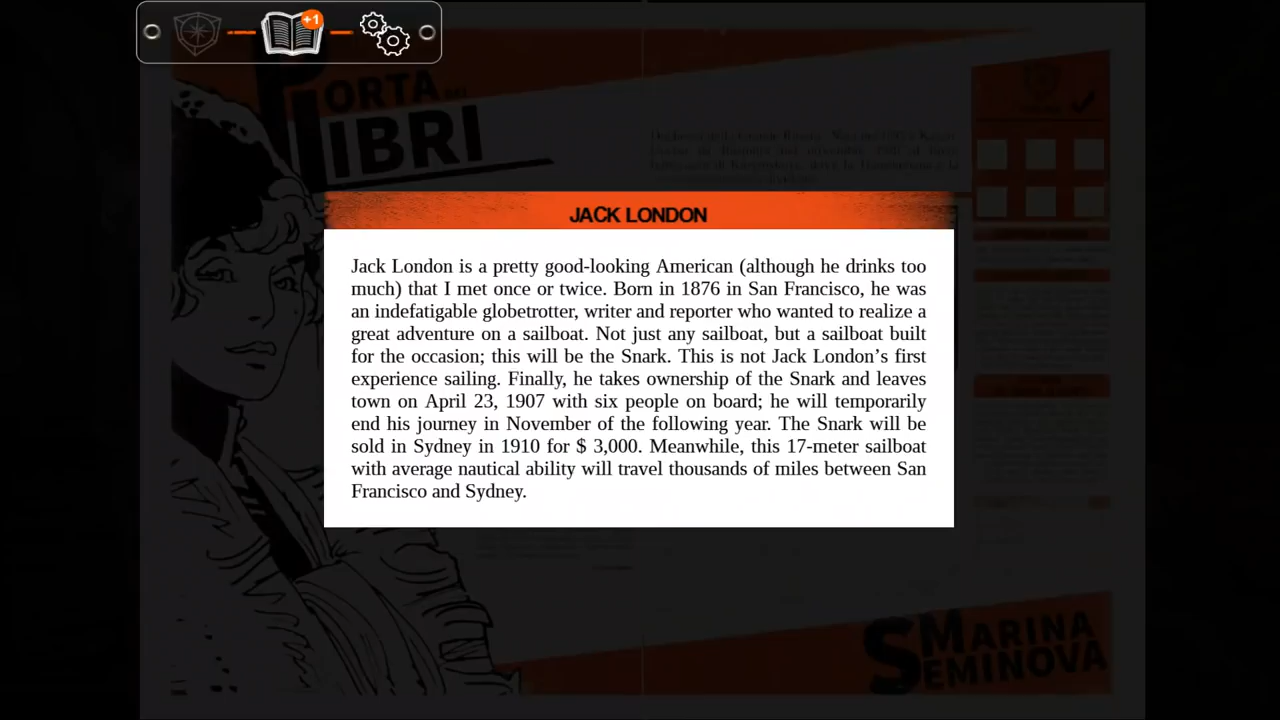 +1
PORTA DEI
LIBRI
JACK LONDON
Jack London is a pretty good-looking American (although he drinks too
much) that I met once or twice. Born in 1876 in San Francisco, he was
an indefatigable globetrotter, writer and reporter who wanted to realize a
great adventure on a sailboat. Not just any sailboat, but a sailboat built
for the occasion; this will be the Snark. This is not Jack London’s first
experience sailing. Finally, he takes ownership of the Snark and leaves
town on April 23, 1907 with six people on board; he will temporarily
end his journey in November of the following year. The Snark will be
sold in Sydney in 1910 for $ 3,000. Meanwhile, this 17-meter sailboat
with average nautical ability will travel thousands of miles between San
Francisco and Sydney.
MARINA
SEMINOVA